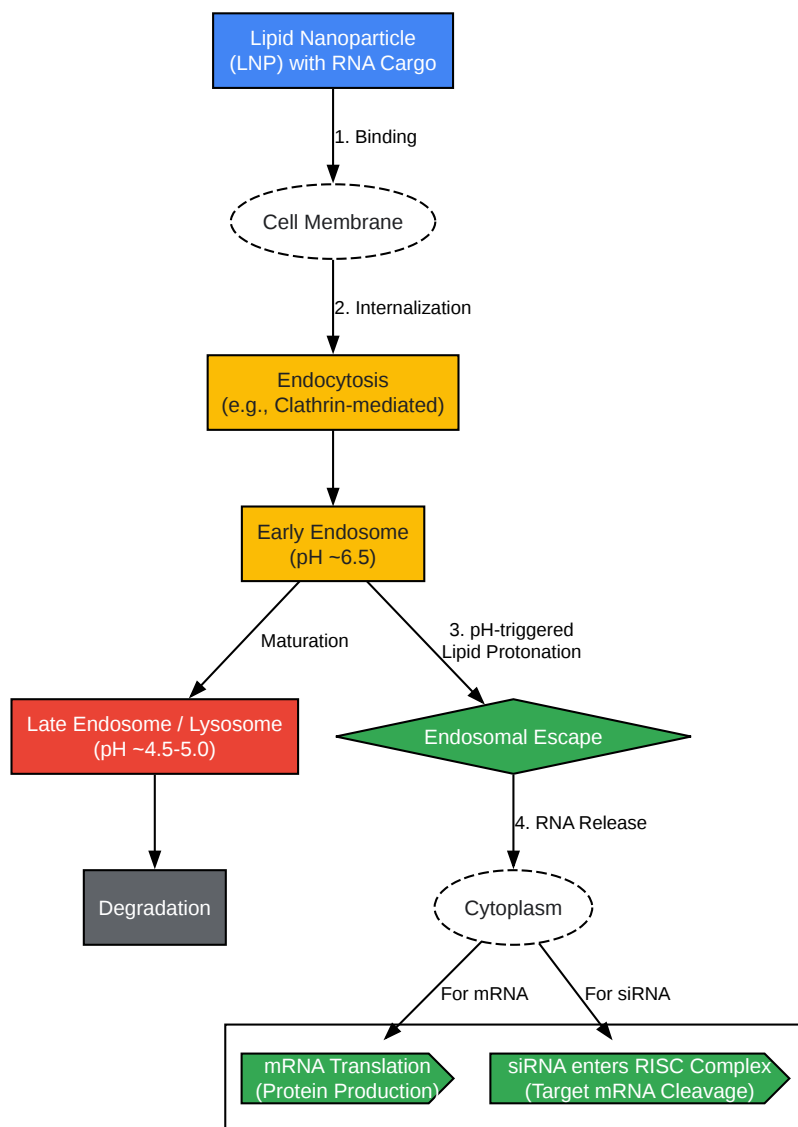 Lipid Nanoparticle
(LNP) with RNA Cargo
1. Binding
Cell Membrane
2. Internalization
Endocytosis
(e.g., Clathrin-mediated)
Early Endosome
(pH ~6.5)
Maturation
3. pH-triggered
Lipid Protonation
Late Endosome / Lysosome
(pH ~4.5-5.0)
Endosomal Escape
4. RNA Release
Degradation
Cytoplasm
For mRNA
For siRNA
mRNA Translation
(Protein Production)
siRNA enters RISC Complex
(Target mRNA Cleavage)